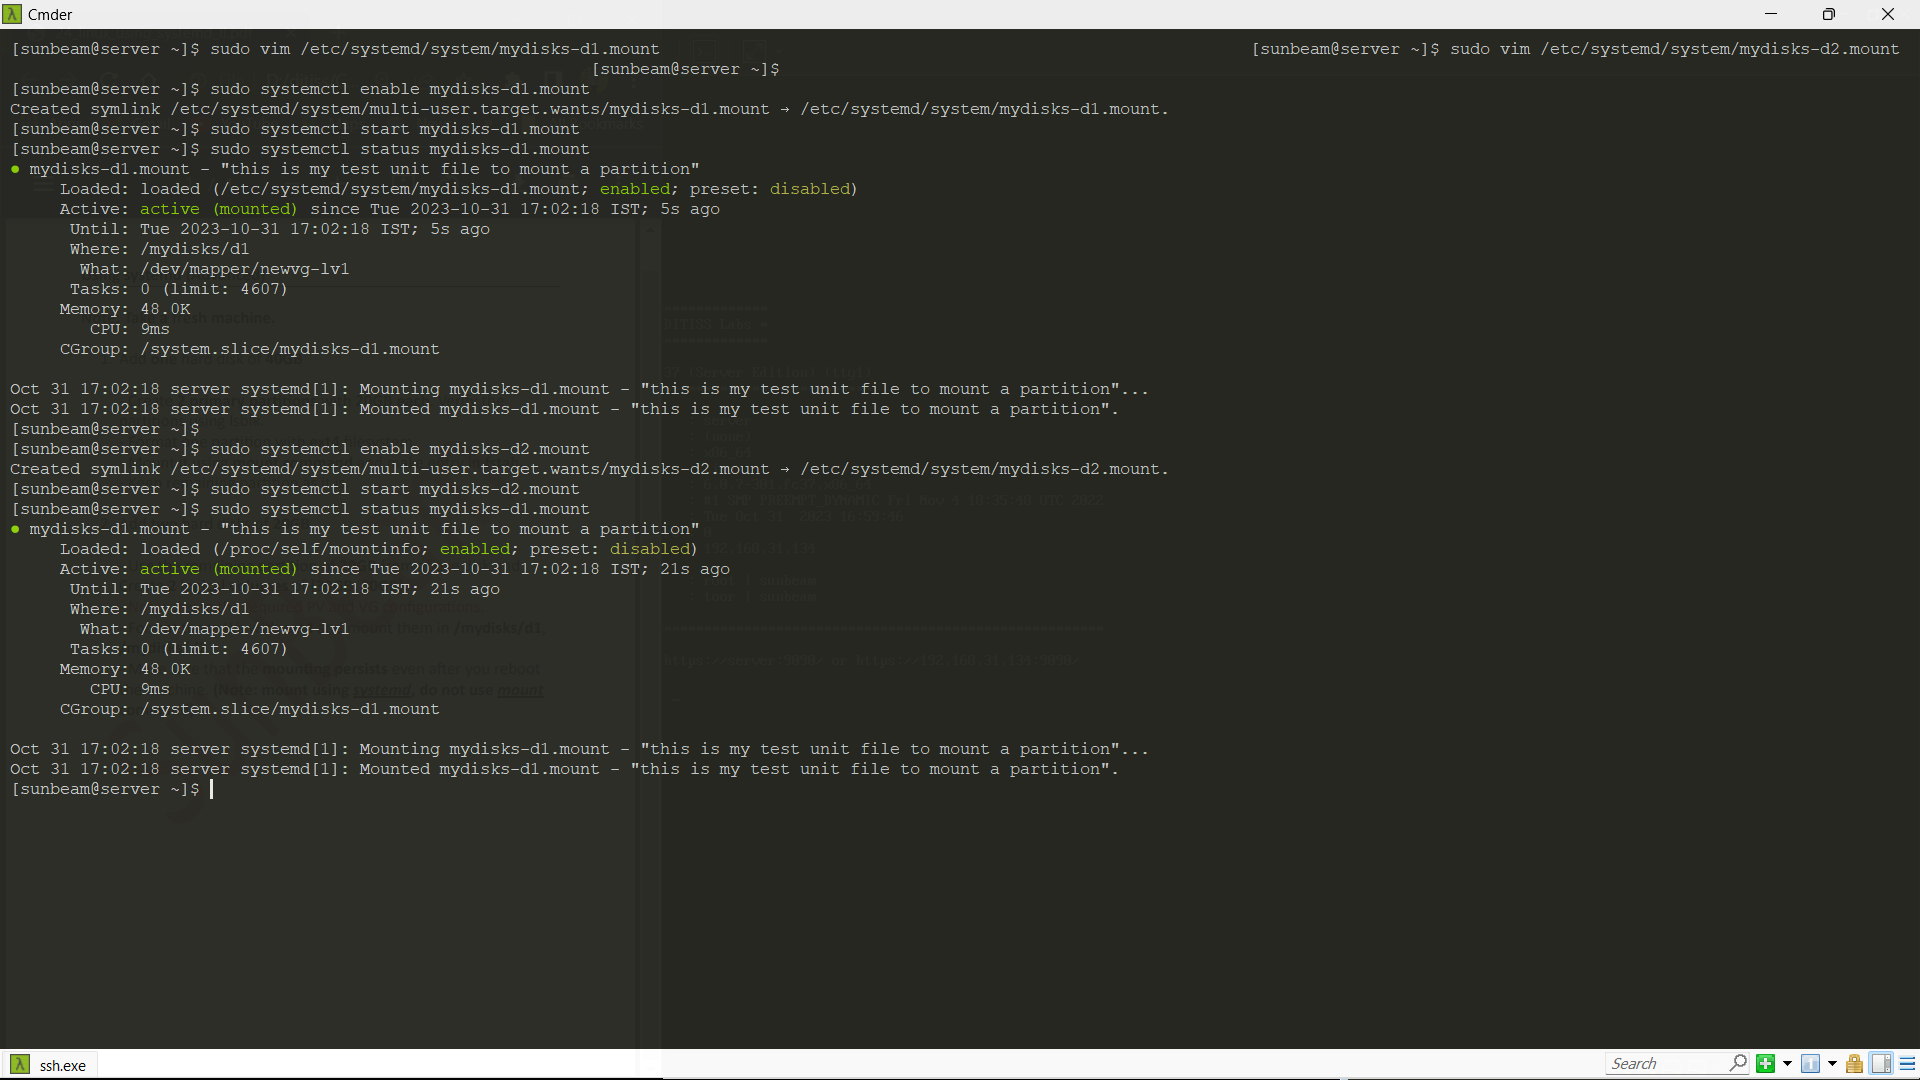 Cmder
[sunbeam@server ~]$ sudo vim /etc/systemd/system/mydisks-d1.mount [sunbeam@server ~]$ sudo vim /etc/systemd/system/mydisks-d2.mount
[sunbeam@server ~]$
[sunbeam@server ~]$ sudo systemctl enable mydisks-d1.mount
Created symlink /etc/systemd/system/multi-user.target.wants/mydisks-d1.mount → /etc/systemd/system/mydisks-d1.mount.
[sunbeam@server ~]$ sudo systemctl start mydisks-d1.mount
[sunbeam@server ~]$ sudo systemctl status mydisks-d1.mount
● mydisks-d1.mount - "this is my test unit file to mount a partition"
Loaded: loaded (/etc/systemd/system/mydisks-d1.mount; enabled; preset: disabled)
Active: active (mounted) since Tue 2023-10-31 17:02:18 IST; 5s ago
Until: Tue 2023-10-31 17:02:18 IST; 5s ago
Where: /mydisks/d1
What: /dev/mapper/newvg-lv1
Tasks: 0 (limit: 4607)
Memory: 48.0K
CPU: 9ms
CGroup: /system.slice/mydisks-d1.mount
Oct 31 17:02:18 server systemd[1]: Mounting mydisks-d1.mount - "this is my test unit file to mount a partition"...
Oct 31 17:02:18 server systemd[1]: Mounted mydisks-d1.mount - "this is my test unit file to mount a partition".
[sunbeam@server ~]$
[sunbeam@server ~]$ sudo systemctl enable mydisks-d2.mount
Created symlink /etc/systemd/system/multi-user.target.wants/mydisks-d2.mount → /etc/systemd/system/mydisks-d2.mount.
[sunbeam@server ~]$ sudo systemctl start mydisks-d2.mount
[sunbeam@server ~]$ sudo systemctl status mydisks-d1.mount
● mydisks-d1.mount - "this is my test unit file to mount a partition"
Loaded: loaded (/proc/self/mountinfo; enabled; preset: disabled)
Active: active (mounted) since Tue 2023-10-31 17:02:18 IST; 21s ago
Until: Tue 2023-10-31 17:02:18 IST; 21s ago
Where: /mydisks/d1
What: /dev/mapper/newvg-lv1
Tasks: 0 (limit: 4607)
Memory: 48.0K
CPU: 9ms
CGroup: /system.slice/mydisks-d1.mount
Oct 31 17:02:18 server systemd[1]: Mounting mydisks-d1.mount - "this is my test unit file to mount a partition"...
Oct 31 17:02:18 server systemd[1]: Mounted mydisks-d1.mount - "this is my test unit file to mount a partition".
[sunbeam@server ~]$
ssh.exe
Search